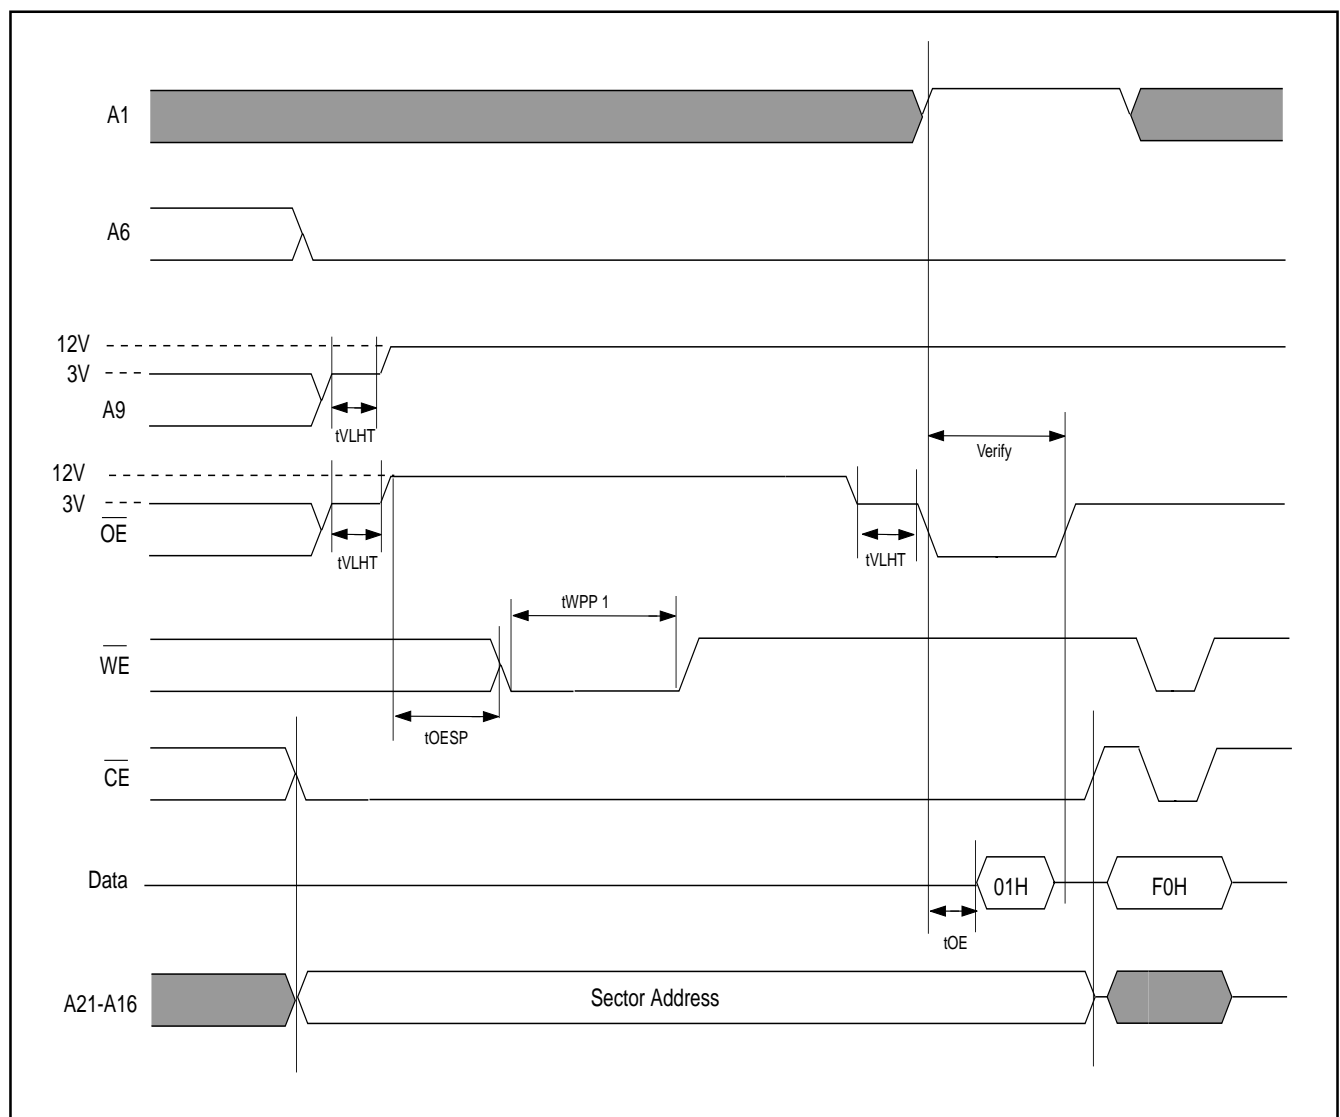 A1
A6
12V
3V
A9
tVLHT
Verify
12V
3V
OE
tVLHT
tVLHT
tWPP 1
WE
tOESP
CE
Data
01H
F0H
tOE
A21-A16
Sector Address